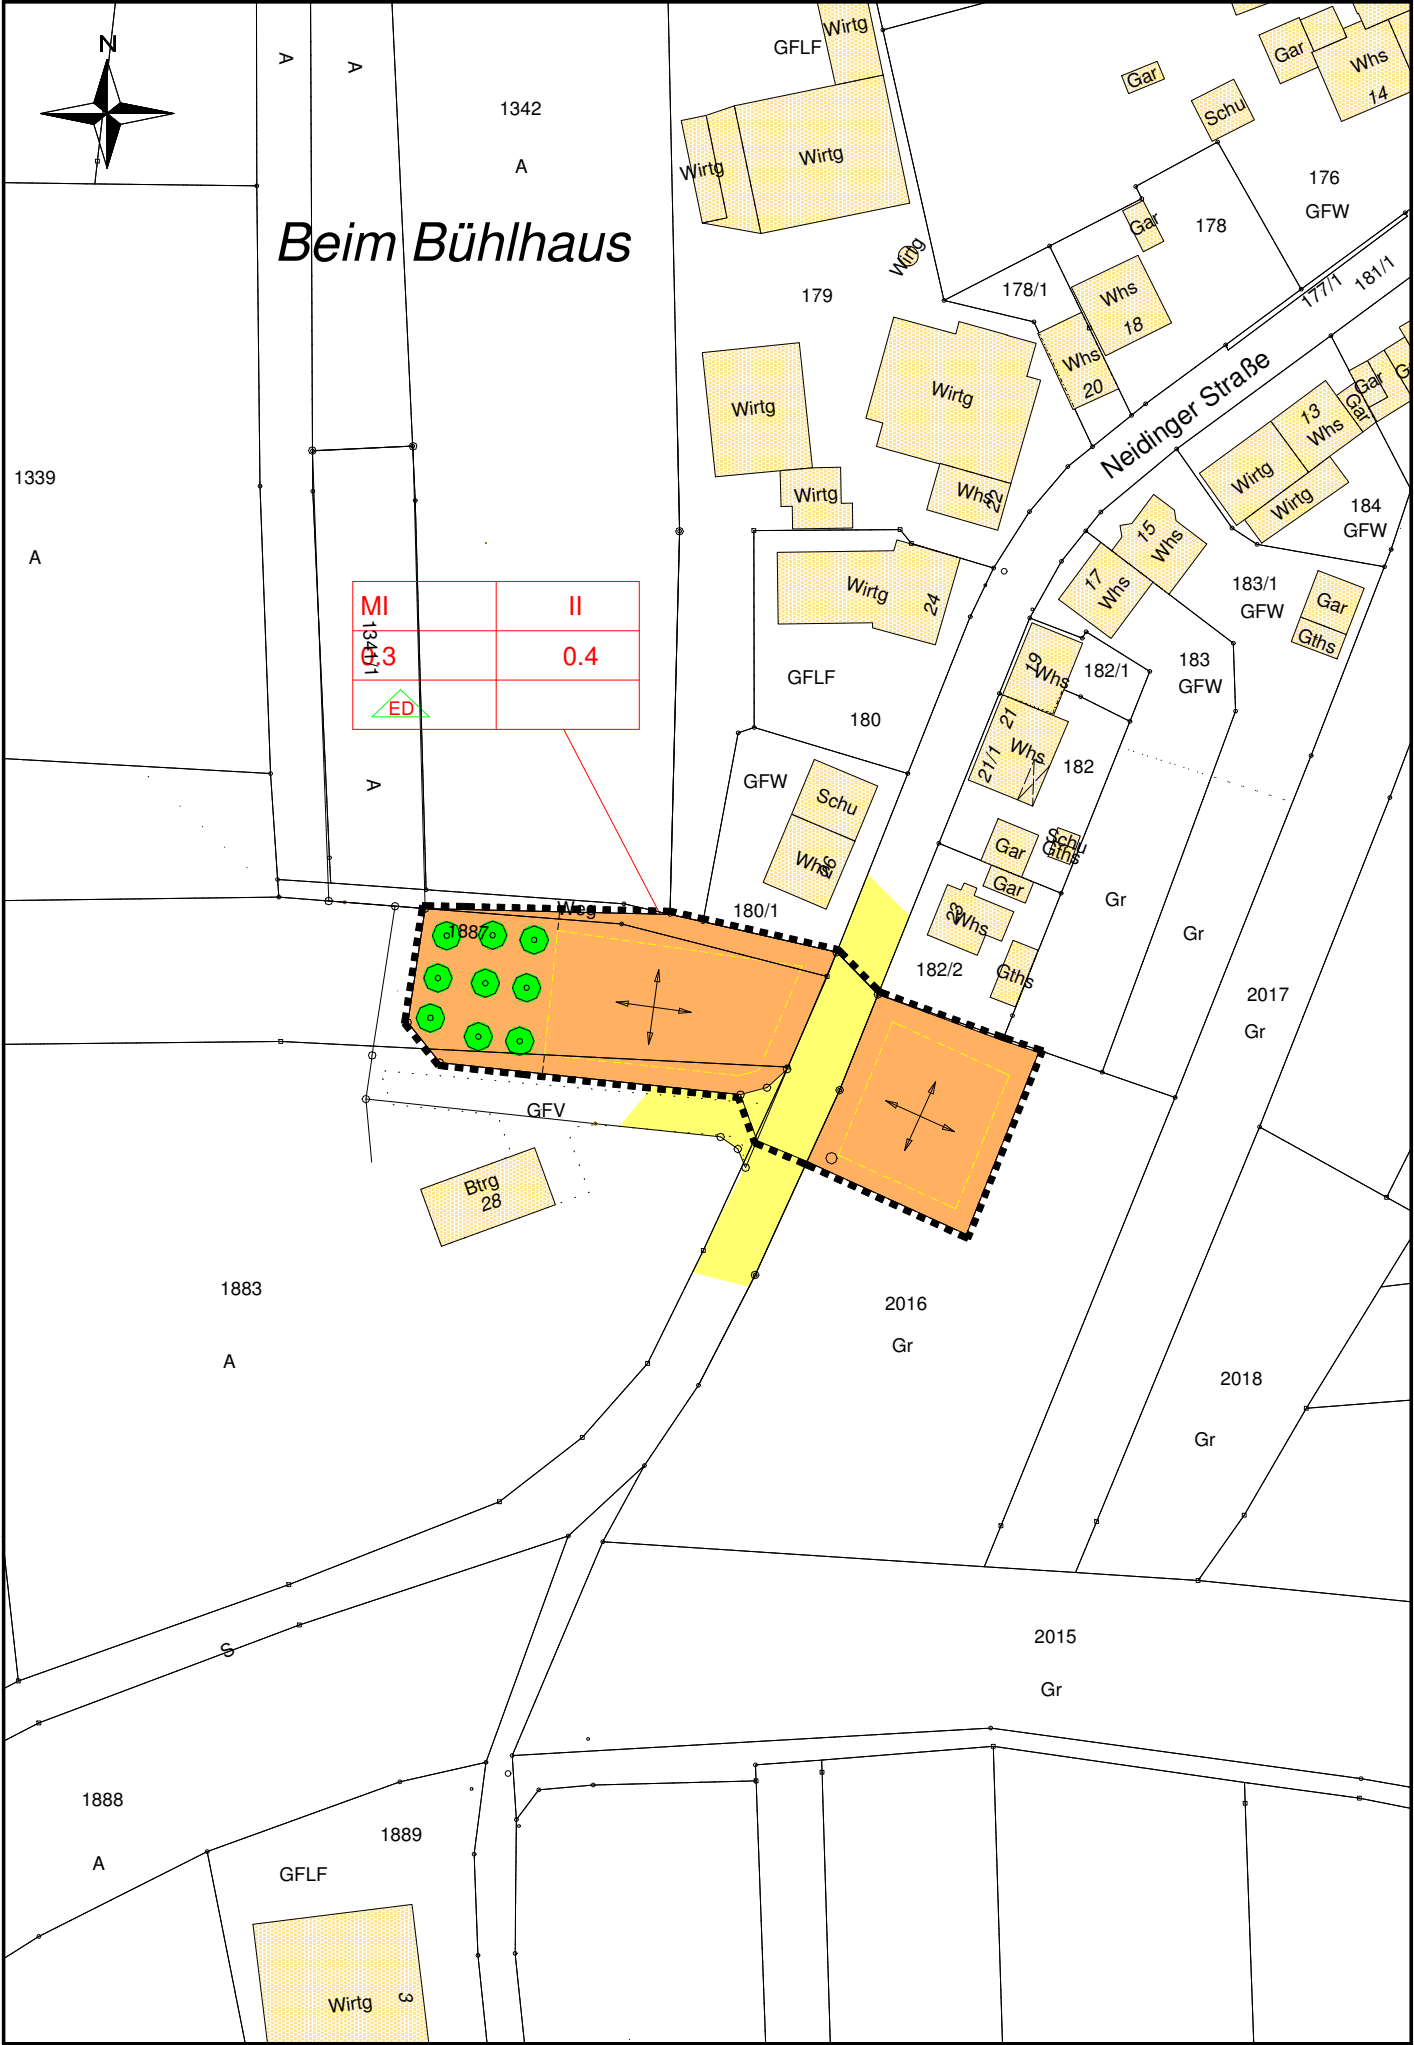 N
A
A
1342
A
GFLF
Wirtg
Gar
Gar
Whs
14
Schu
Wirtg
Wirtg
176
GFW
Beim Bühlhaus
Wirtg
Gar
178
179
178/1
Whs
18
177/1
181/1
Whs
20
Wirtg
Wirtg
Neidinger Straße
Gar
Gar
G
13
Whs
1339
A
Wirtg
Whs
22
Wirtg
Wirtg
184
GFW
15
Whs
17
Whs
183/1
GFW
Gar
Gths
MI
II
1341/1
0.3
0.4
ED
Wirtg
24
GFLF
180
19
Whs
182/1
183
GFW
21
Whs
21/1
182
A
GFW
Schu
Whs
26
Gar
Schu
Gths
Gar
Gr
Weg
180/1
23
Whs
1887
Gr
182/2
Gths
2017
Gr
GFV
Btrg
28
1883
A
2016
Gr
2018
Gr
S
2015
Gr
1888
A
1889
GFLF
Wirtg
3